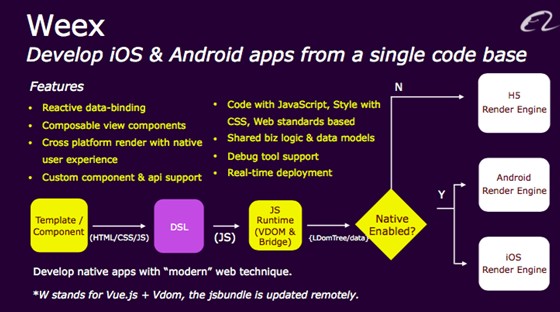 Weex
Develop iOS & Android apps from a single code base
Features
• Reactive data-binding
• Composable view components
• Cross platform render with native
user experience
• Custom component & api support
• Code with JavaScript, Style with
CSS, Web standards based
• Shared biz logic & data models
• Debug tool support
• Real-time deployment
N
H5
Render Engine
Template /
Component
(HTML/CSS/JS)
DSL
(JS)
JS
Runtime
(VDOM &
Bridge)
{LDomTree/data}
Native
Enabled?
Y
Android
Render Engine
iOS
Render Engine
Develop native apps with “modern” web technique.
*W stands for Vue.js + Vdom, the jsbundle is updated remotely.